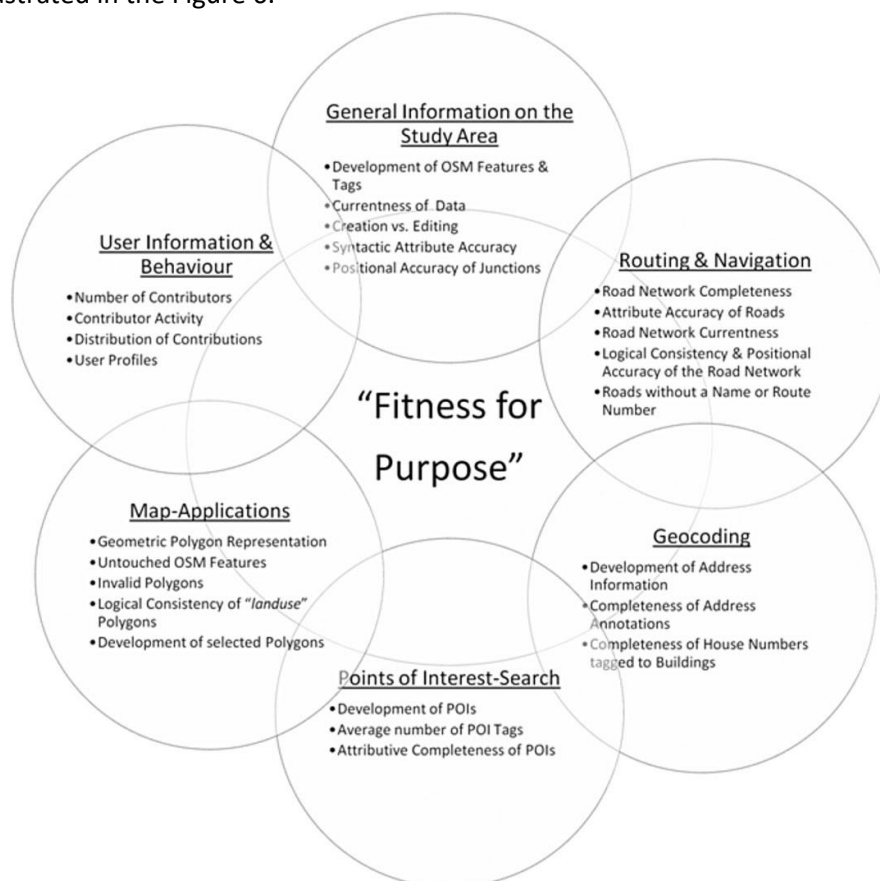 General Information on the
Study Area
•Development of OSM Features &
Tags
•Currentness of Data
•Creation vs. Editing
•Syntactic Attribute Accuracy
•Positional Accuracy of Junctions
User Information &
Behaviour
•Number of Contributors
•Contributor Activity
•Distribution of Contributions
•User Profiles
Routing & Navigation
•Road Network Completeness
•Attribute Accuracy of Roads
•Road Network Currentness
•Logical Consistency & Positional
Accuracy of the Road Network
•Roads without a Name or Route
Number
“Fitness for
Purpose”
Map-Applications
•Geometric Polygon Representation
•Untouched OSM Features
•Invalid Polygons
•Logical Consistency of “landuse”
Polygons
•Development of selected Polygons
Geocoding
•Development of Address
Information
•Completeness of Address
Annotations
•Completeness of House Numbers
tagged to Buildings
Points of Interest-Search
•Development of POIs
•Average number of POI Tags
•Attributive Completeness of POIs